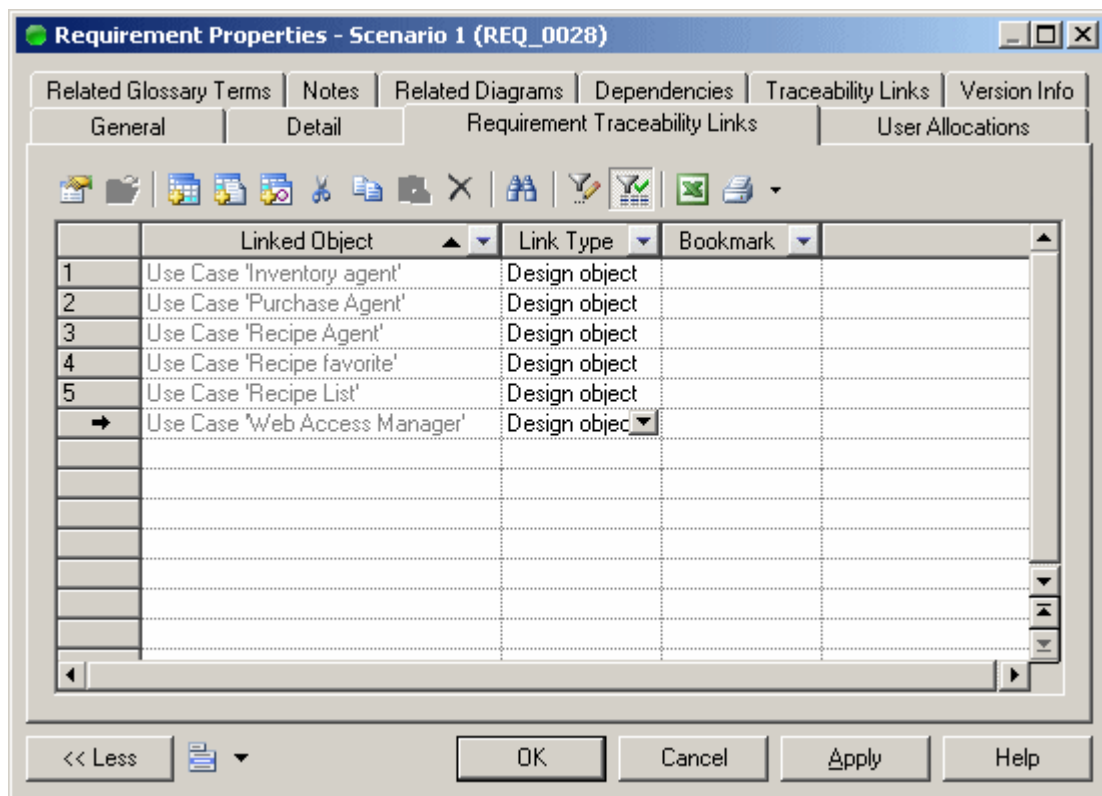 Requirement Properties - Scenario 1 (REQ_0028)
Related Glossary Terms Notes Related Diagrams Dependencies Traceability Links Version Info
General Detail Requirement Traceability Links User Allocations
Linked Object Link Type Bookmark
1 Use Case 'Inventory agent' Design object
2 Use Case 'Purchase Agent' Design object
3 Use Case 'Recipe Agent' Design object
4 Use Case 'Recipe favorite' Design object
5 Use Case 'Recipe List' Design object
Use Case 'Web Access Manager' Design objec
<< Less OK Cancel Apply Help